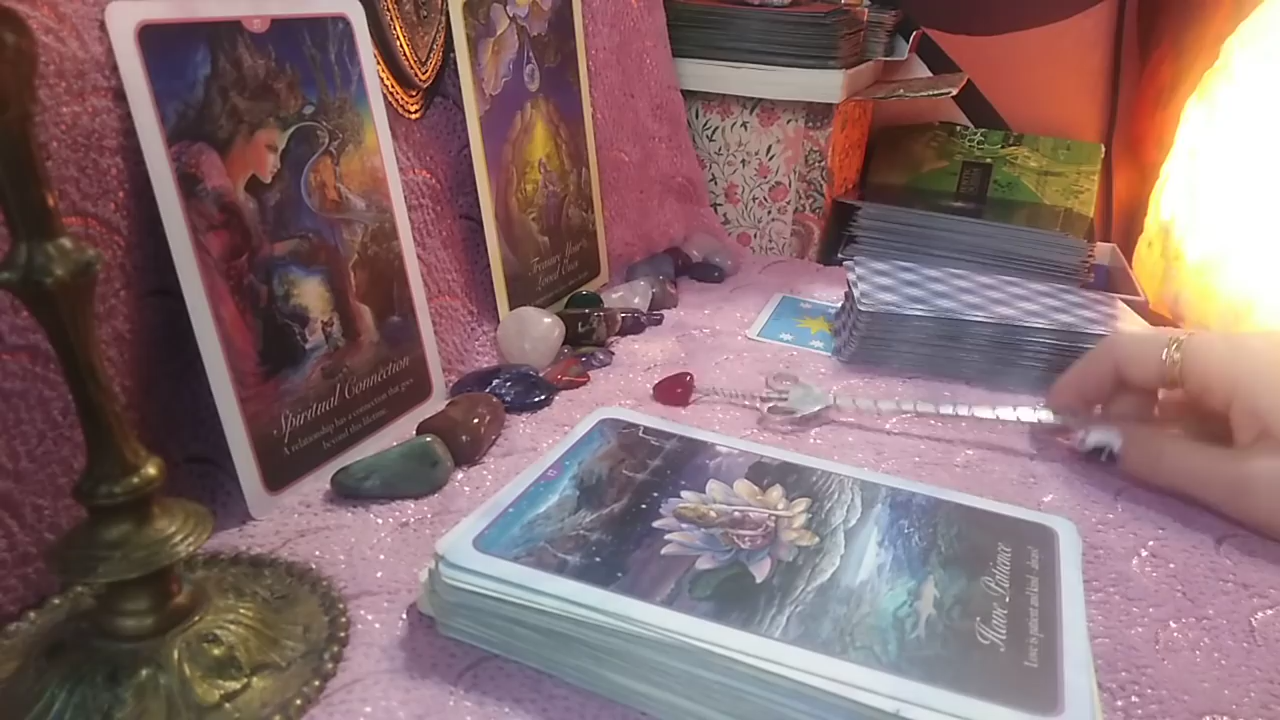 Spiritual Connection
A relationship has a connection that goes
beyond this lifetime.
Treasure Your
Loved Ones
Have Patience
Love is patient and kind
17